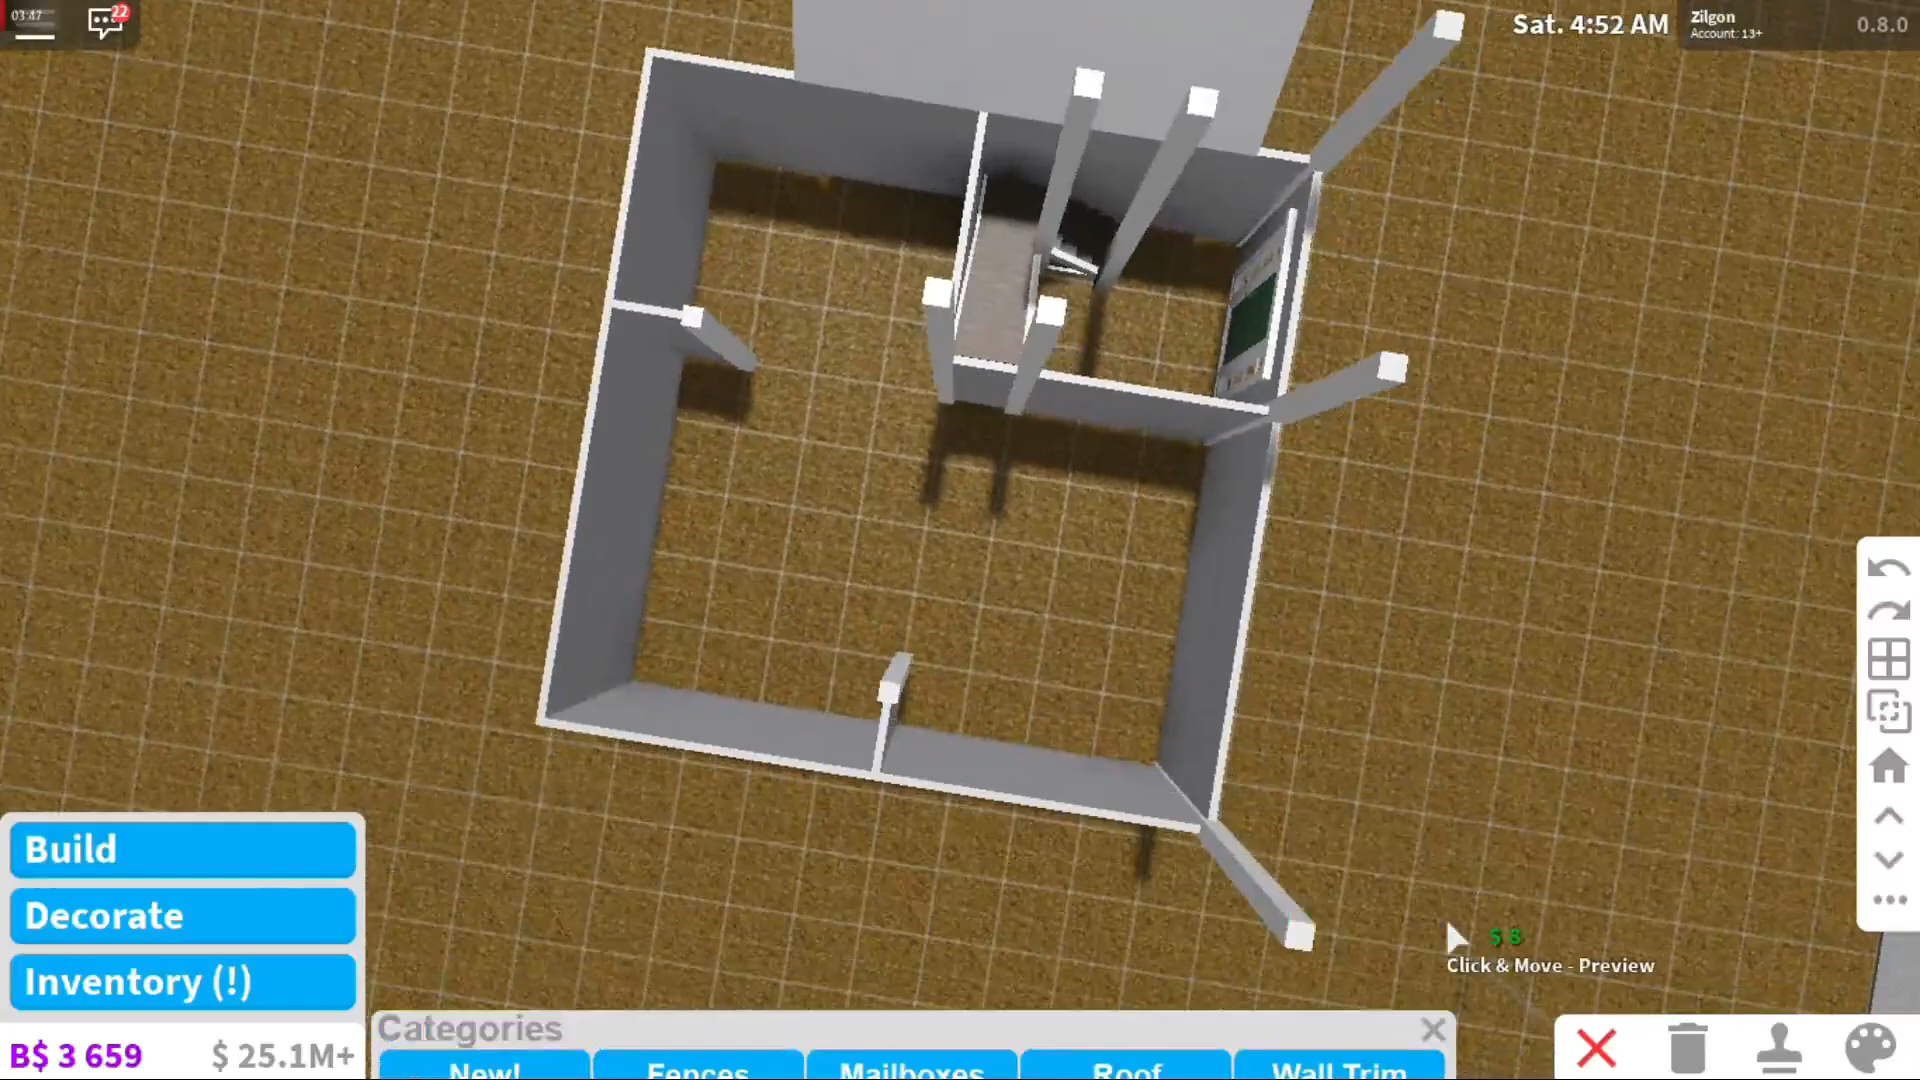 03:47
22
Sat. 4:52 AM
Zilgon
Account: 13+
0.8.0
Build
Decorate
Inventory (!)
B$ 3 659
$ 25.1M+
$ 8
Click & Move - Preview
Categories
New!
Fences
Mailboxes
Roof
Wall Trim